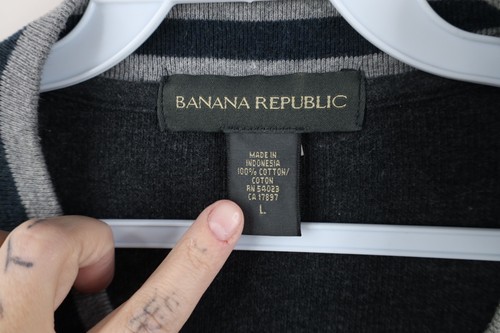 BANANA REPUBLIC
MADE IN
INDONESIA
100% COTTON/
COTON
RN 54023
CA 17897
L